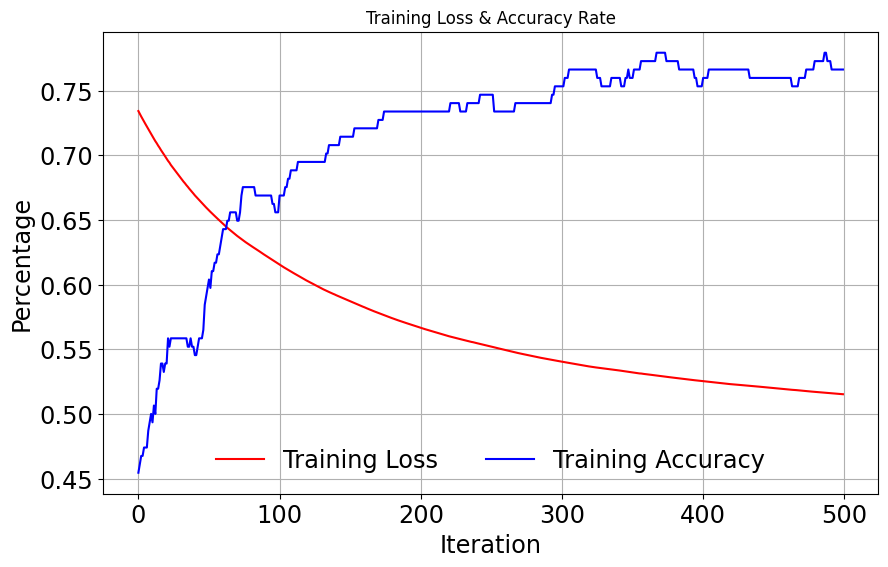 Training Loss & Accuracy Rate
Percentage
0.75
0.70
0.65
0.60
0.55
0.50
0.45
Training Loss Training Accuracy
0 100 200 300 400 500
Iteration